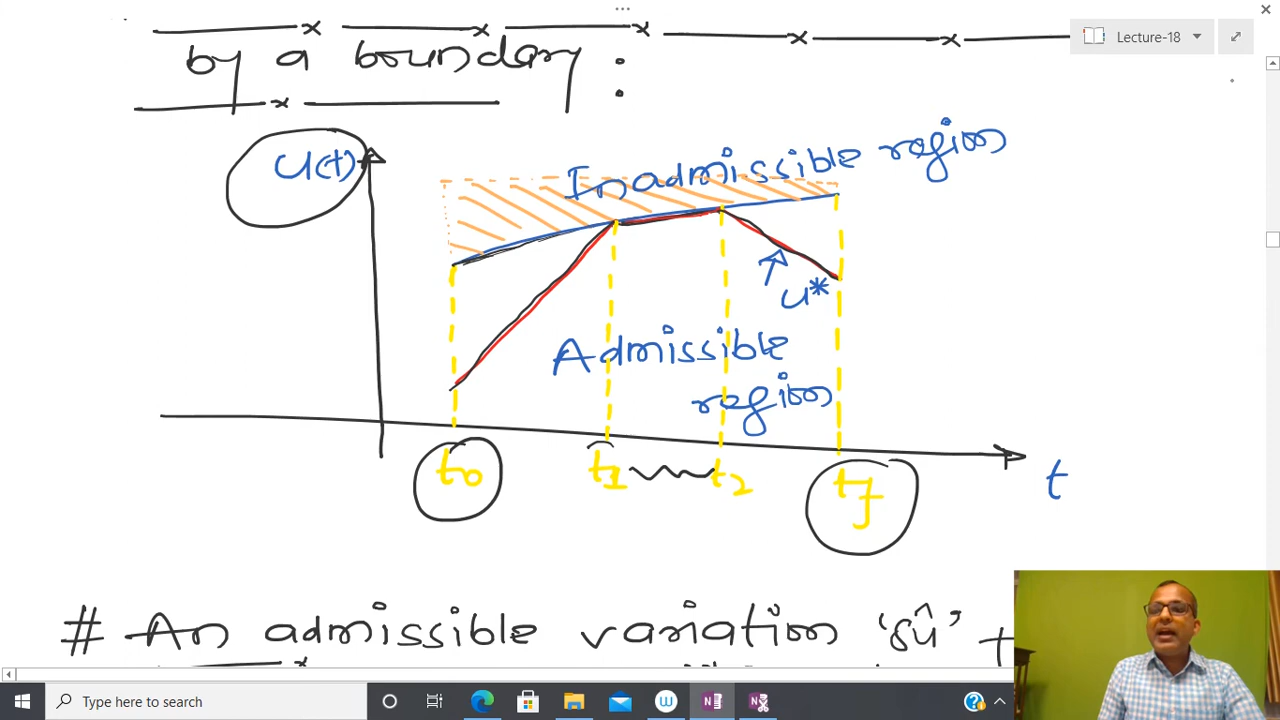 Lecture-18
by a boundary :
U(t)
Inadmissible region
U*
Admissible
region
t0 t1 t2 tf
t
# An admissible variation 'δû'
Type here to search